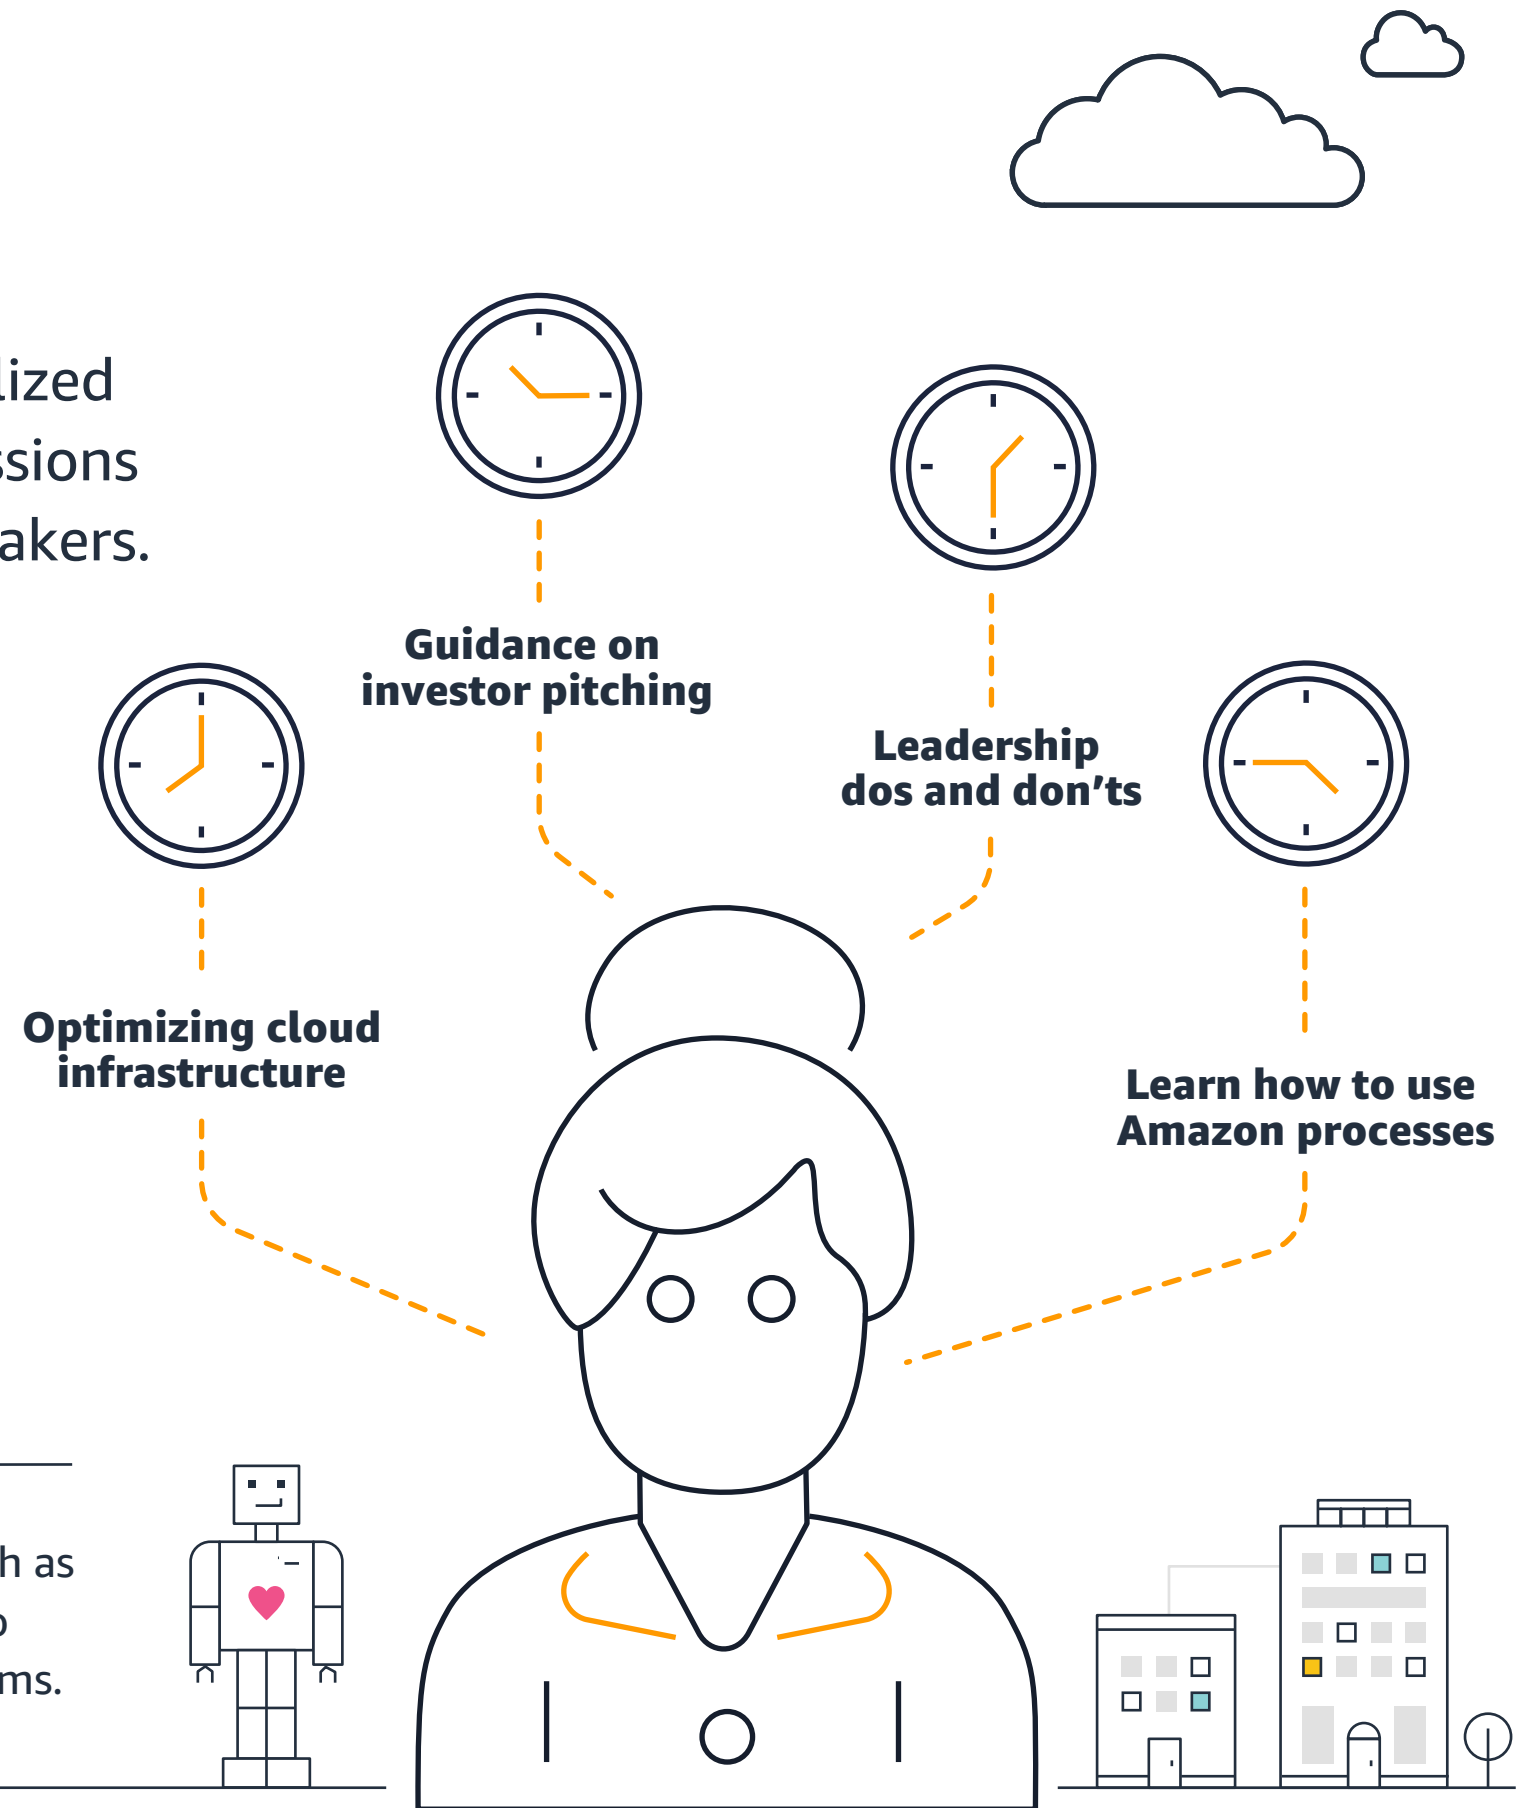 lized
ssions
akers.
Guidance on
investor pitching
Leadership
dos and don’ts
Optimizing cloud
infrastructure
Learn how to use
Amazon processes
h as
o
ms.